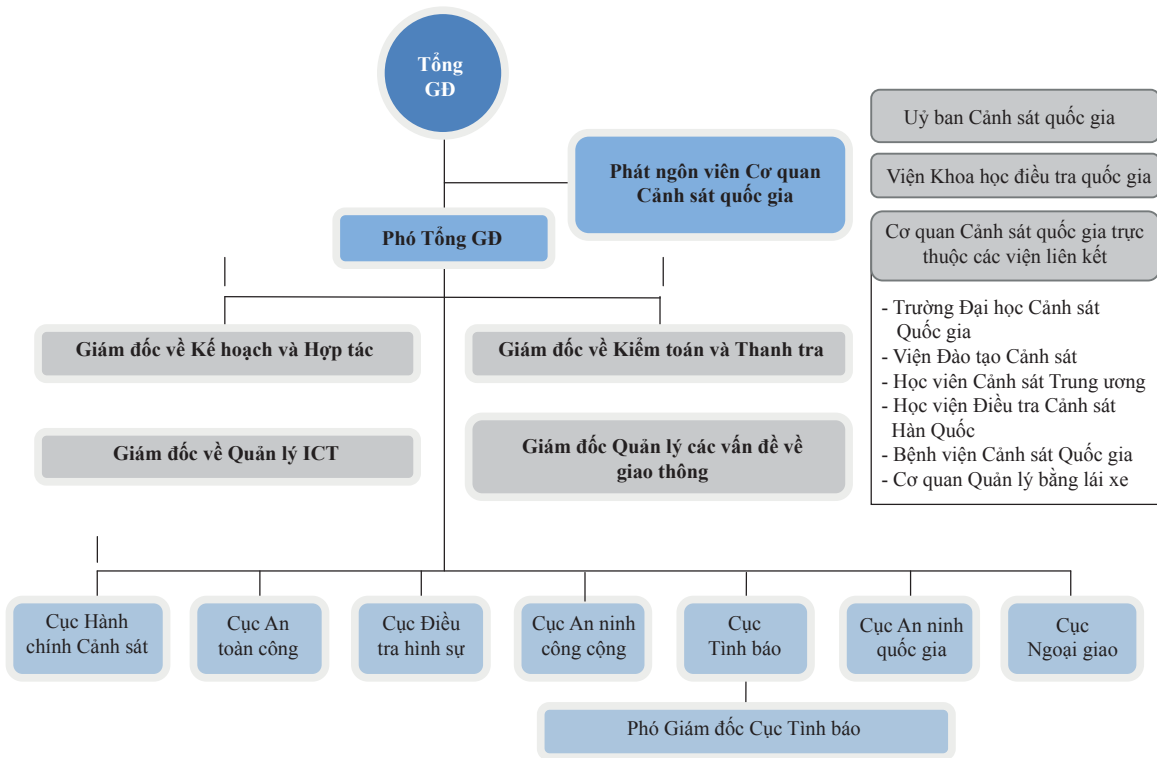 Tổng
GĐ
Phát ngôn viên Cơ quan
Cảnh sát quốc gia
Phó Tổng GĐ
Giám đốc về Kế hoạch và Hợp tác
Giám đốc về Kiểm toán và Thanh tra
Giám đốc về Quản lý ICT
Giám đốc Quản lý các vấn đề về
giao thông
Uỷ ban Cảnh sát quốc gia
Viện Khoa học điều tra quốc gia
Cơ quan Cảnh sát quốc gia trực
thuộc các viện liên kết
- Trường Đại học Cảnh sát
Quốc gia
- Viện Đào tạo Cảnh sát
- Học viên Cảnh sát Trung ương
- Học viện Điều tra Cảnh sát
Hàn Quốc
- Bệnh viện Cảnh sát Quốc gia
- Cơ quan Quản lý bằng lái xe
Cục Hành
chính Cảnh sát
Cục An
toàn công
Cục Điều
tra hình sự
Cục An ninh
công cộng
Cục
Tình báo
Cục An ninh
quốc gia
Cục
Ngoại giao
Phó Giám đốc Cục Tình báo